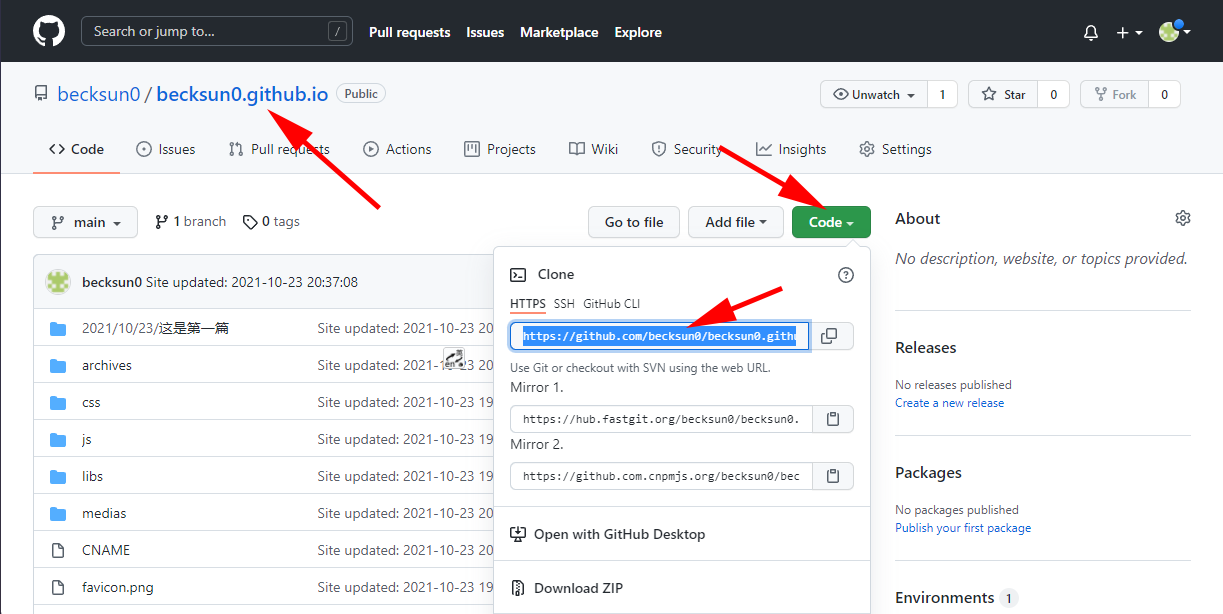 Search or jump to... / Pull requests Issues Marketplace Explore
becksun0 / becksun0.github.io Public Unwatch 1 Star 0 Fork 0
Code Issues Pull requests Actions Projects Wiki Security Insights Settings
main 1 branch 0 tags Go to file Add file Code About
No description, website, or topics provided.
becksun0 Site updated: 2021-10-23 20:37:08
2021/10/23/这是第一篇 Site updated: 2021-10-23 20
archives Site updated: 2021-10-23 20
css Site updated: 2021-10-23 19
js Site updated: 2021-10-23 19
libs Site updated: 2021-10-23 19
medias Site updated: 2021-10-23 20
CNAME Site updated: 2021-10-23 20
favicon.png Site updated: 2021-10-23 19
Clone
HTTPS SSH GitHub CLI
https://github.com/becksun0/becksun0.githu
Use Git or checkout with SVN using the web URL.
Mirror 1.
https://hub.fastgit.org/becksun0/becksun0.
Mirror 2.
https://github.com.cnpmjs.org/becksun0/bec
Open with GitHub Desktop
Download ZIP
Releases
No releases published
Create a new release
Packages
No packages published
Publish your first package
Environments 1